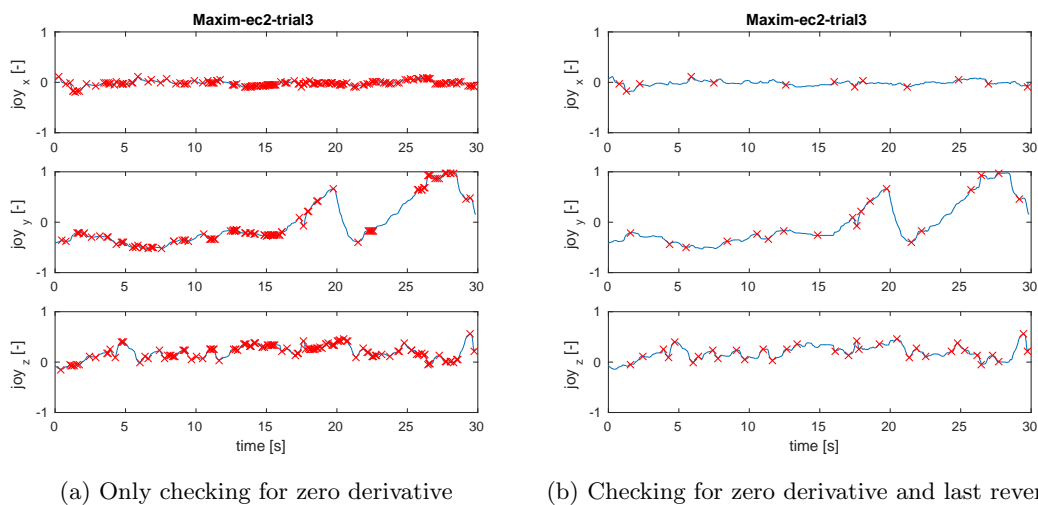 Maxim-ec2-trial3
1
0
-1
joy x [-]
0 5 10 15 20 25 30
1
0
-1
joy y [-]
0 5 10 15 20 25 30
1
0
-1
joy z [-]
0 5 10 15 20 25 30
time [s]
(a) Only checking for zero derivative
Maxim-ec2-trial3
1
0
-1
joy x [-]
0 5 10 15 20 25 30
1
0
-1
joy y [-]
0 5 10 15 20 25 30
1
0
-1
joy z [-]
0 5 10 15 20 25 30
time [s]
(b) Checking for zero derivative and last rever